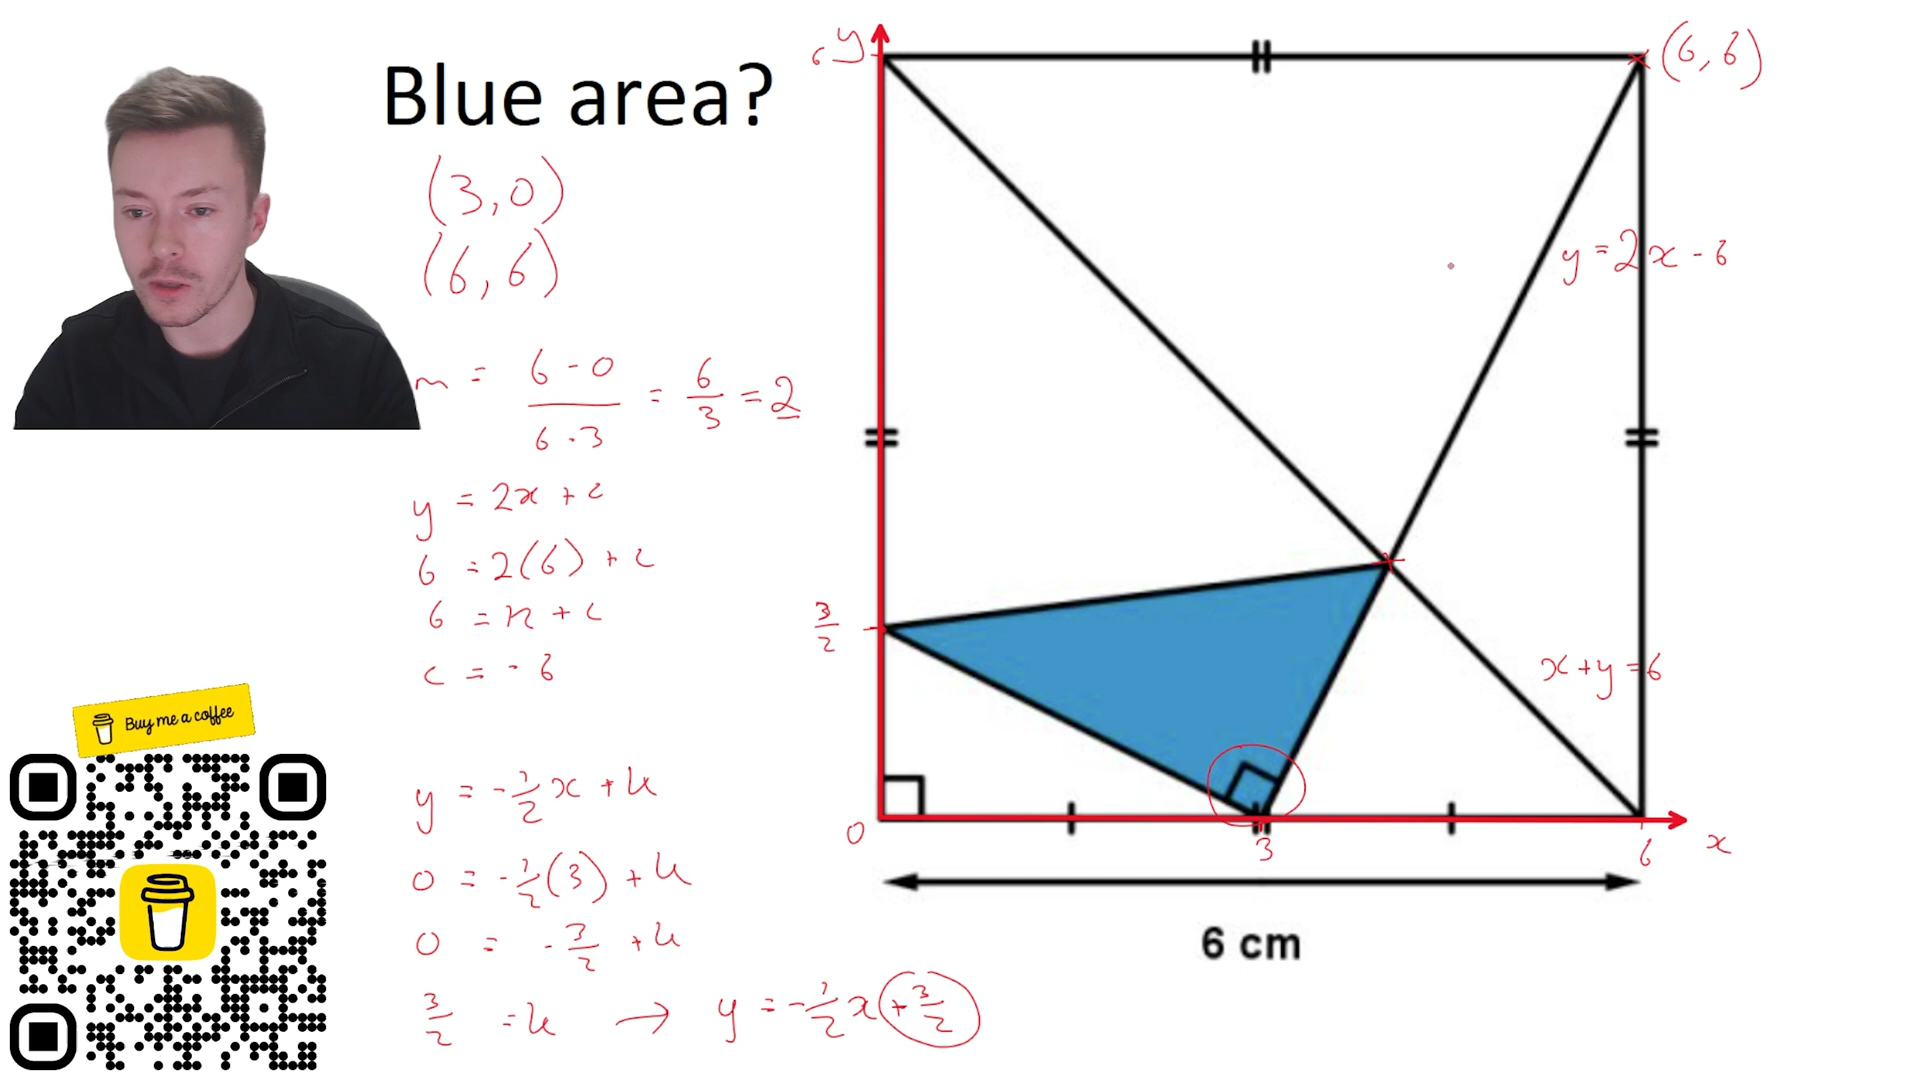 Blue area?
(3,0)
(6,6)
m = 6-0 / 6-3 = 6/3 = 2
y = 2x + c
6 = 2(6) + c
6 = 12 + c
c = -6
y = -1/2 x + k
0 = -1/2 (3) + k
0 = -3/2 + k
3/2 = k → y = -1/2 x + 3/2
Buy me a coffee
y
6
(6,6)
y = 2x - 6
3/2
x + y = 6
0
3
6
x
6 cm